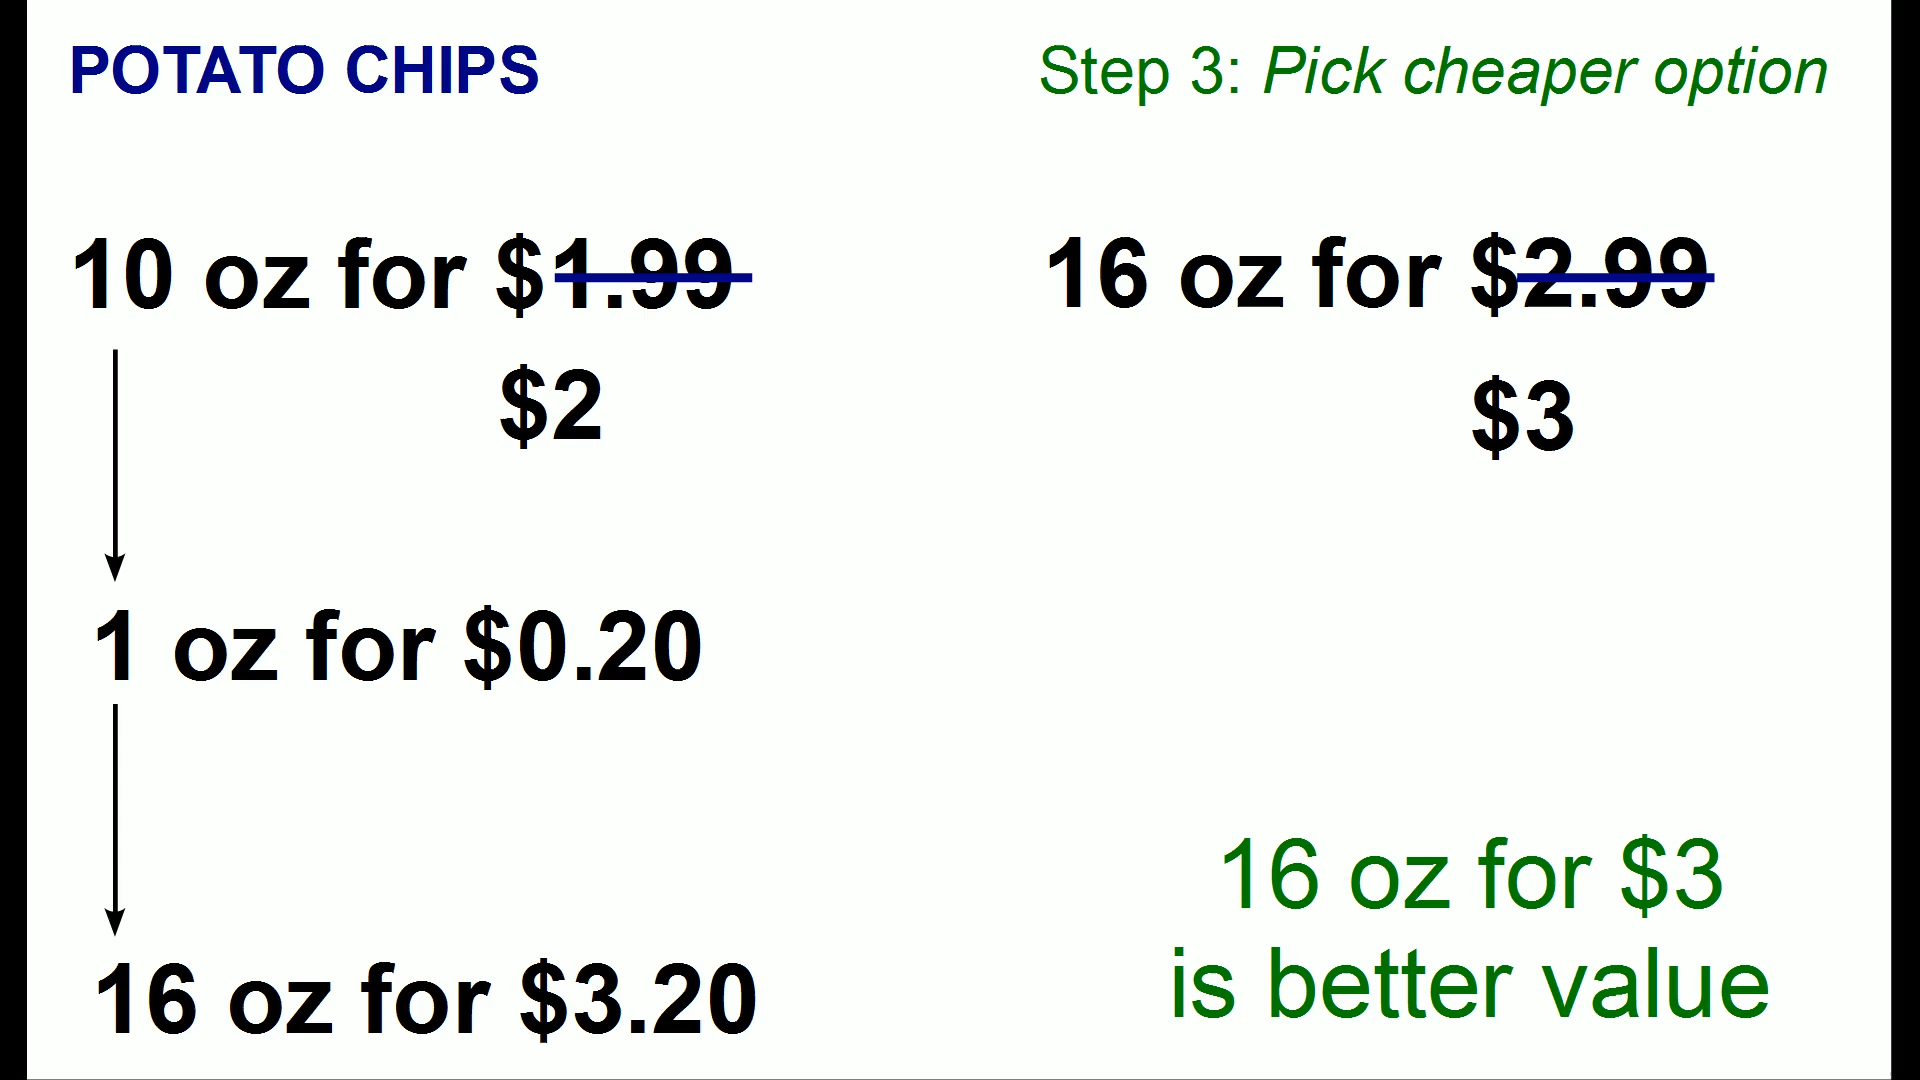 POTATO CHIPS
Step 3: Pick cheaper option
10 oz for $1.99
$2
16 oz for $2.99
$3
1 oz for $0.20
16 oz for $3.20
16 oz for $3
is better value